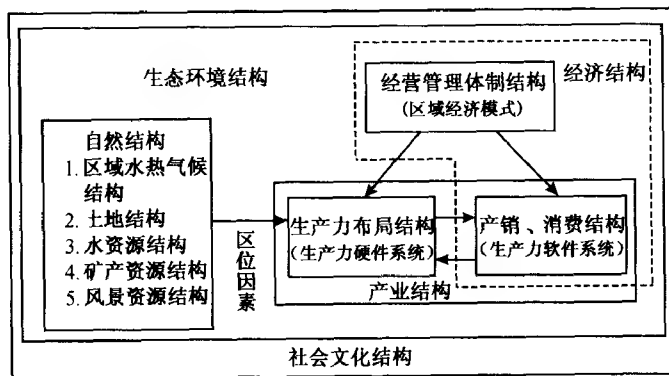 生态环境结构
经营管理体制结构
(区域经济模式)
经济结构
自然结构
1.区域水热气候
结构
2.土地结构
3.水资源结构
4.矿产资源结构
5.风景资源结构
区位因素
生产力布局结构
(生产力硬件系统)
产销、消费结构
(生产力软件系统)
产业结构
社会文化结构